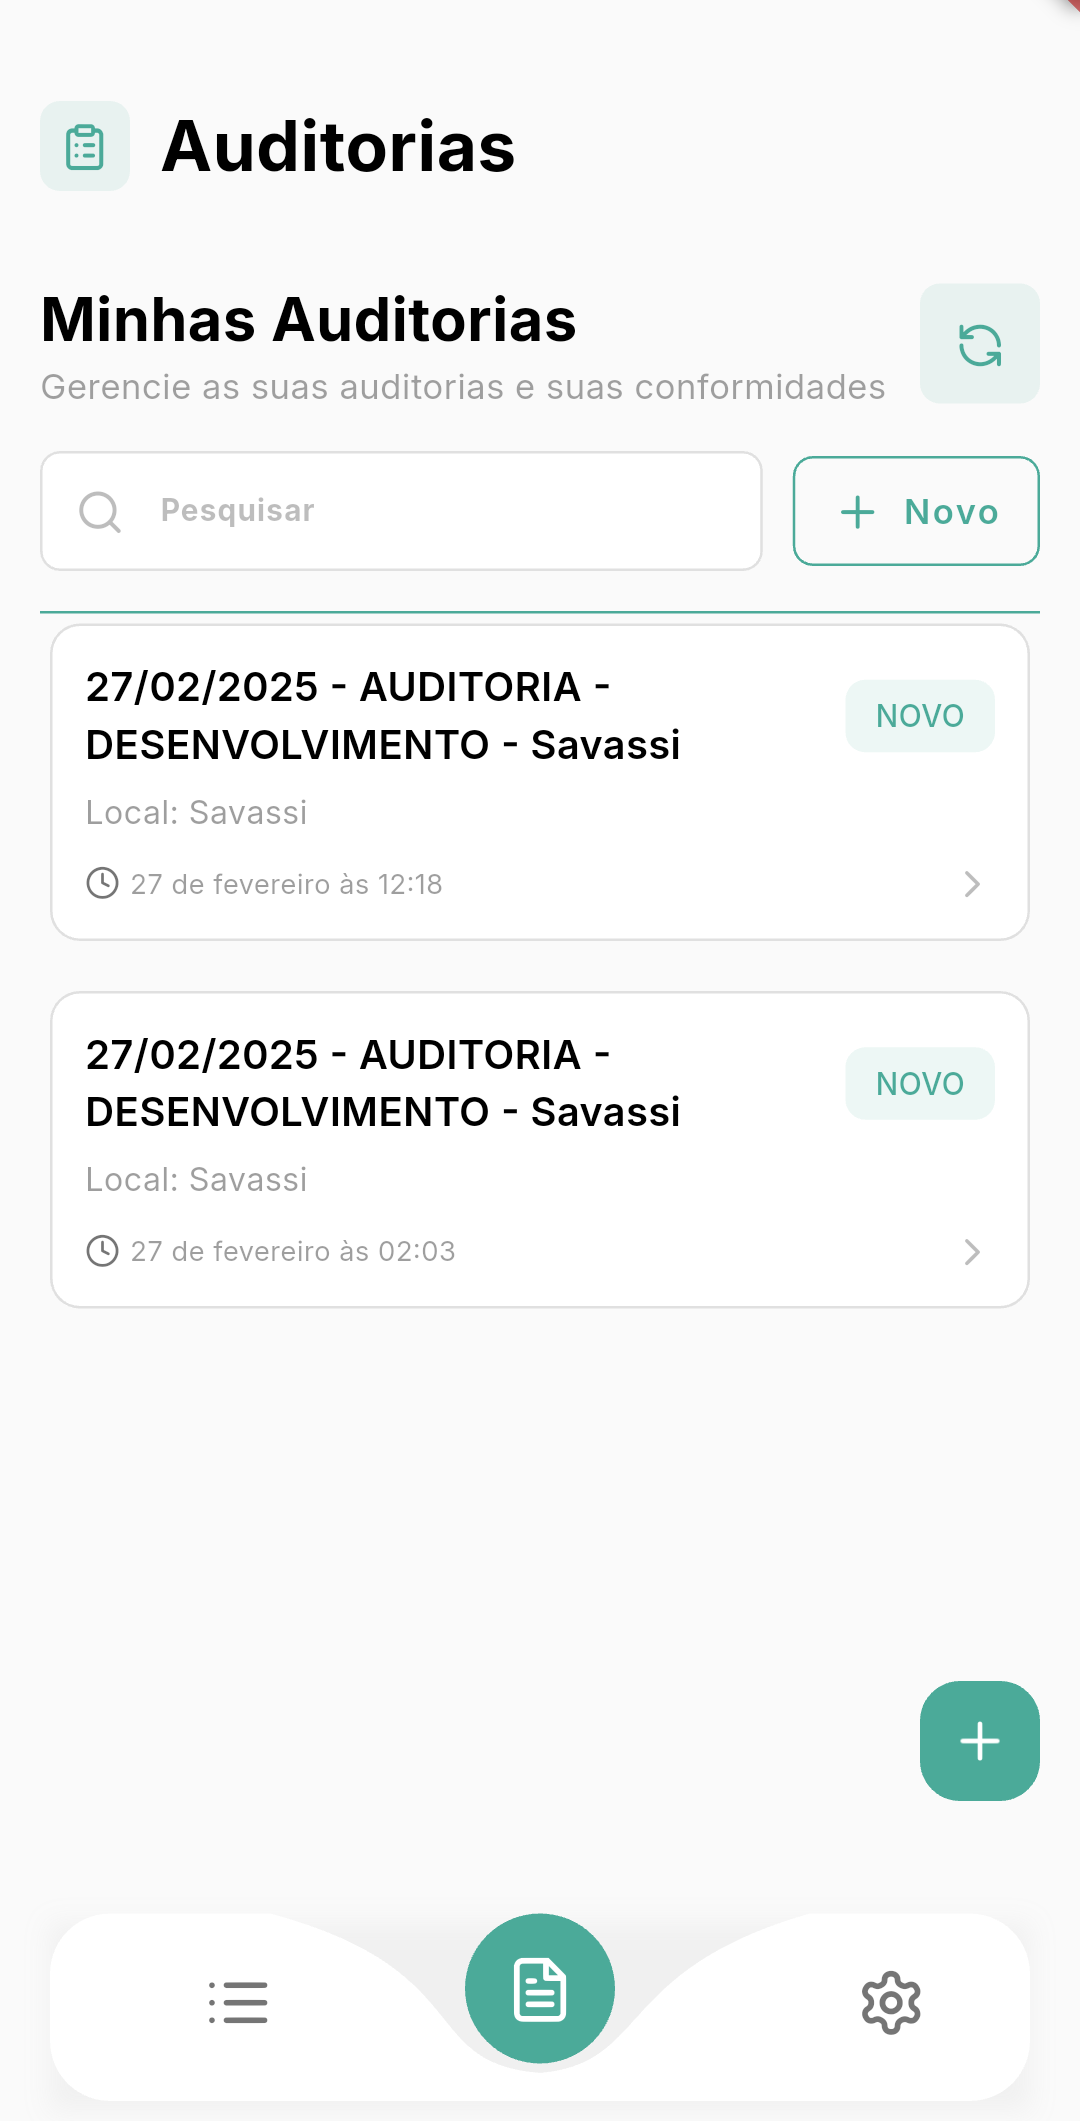 Auditorias
Minhas Auditorias
Gerencie as suas auditorias e suas conformidades
Pesquisar
Novo
27/02/2025 - AUDITORIA -
DESENVOLVIMENTO - Savassi
NOVO
Local: Savassi
27 de fevereiro às 12:18
27/02/2025 - AUDITORIA -
DESENVOLVIMENTO - Savassi
NOVO
Local: Savassi
27 de fevereiro às 02:03